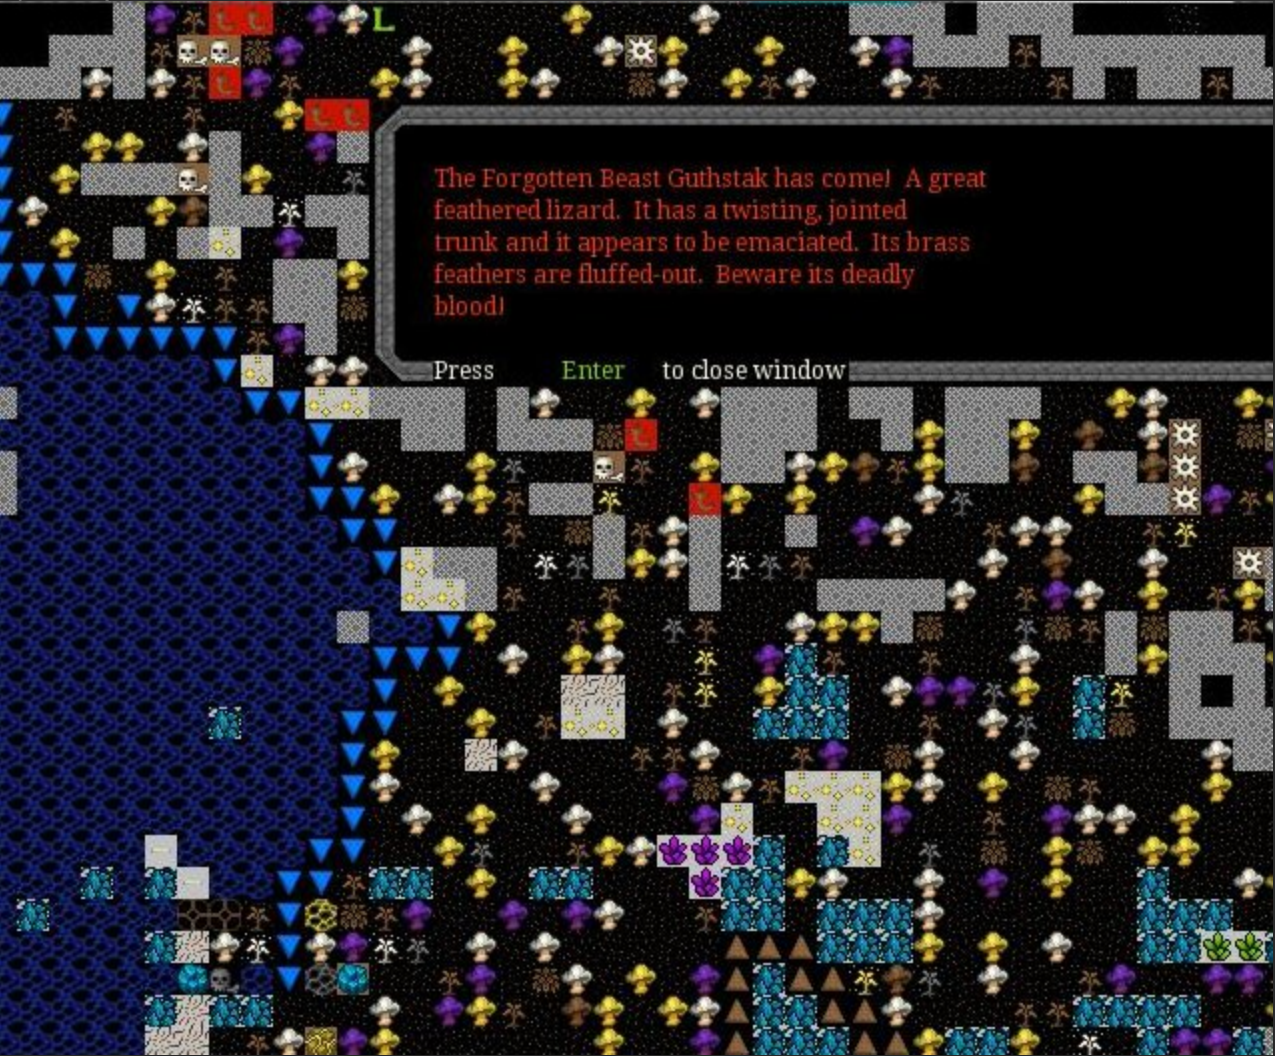 L
The Forgotten Beast Guthstak has come!  A great
feathered lizard.  It has a twisting, jointed
trunk and it appears to be emaciated.  Its brass
feathers are fluffed-out.  Beware its deadly
blood!
Press Enter to close window